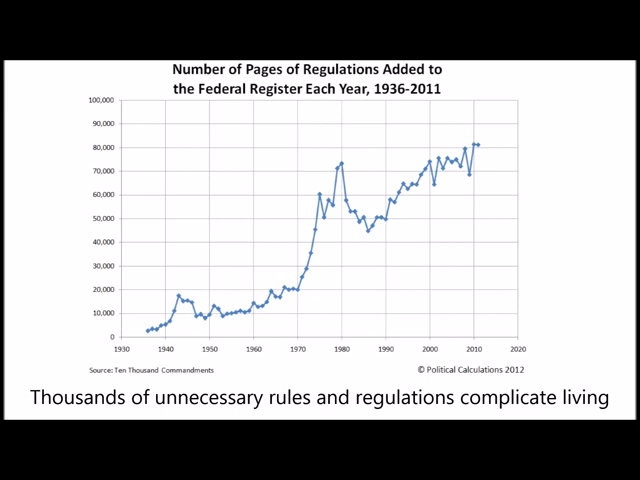 Number of Pages of Regulations Added to
the Federal Register Each Year, 1936-2011
100,000
90,000
80,000
70,000
60,000
50,000
40,000
30,000
20,000
10,000
0
1930 1940 1950 1960 1970 1980 1990 2000 2010 2020
Source: Ten Thousand Commandments © Political Calculations 2012
Thousands of unnecessary rules and regulations complicate living